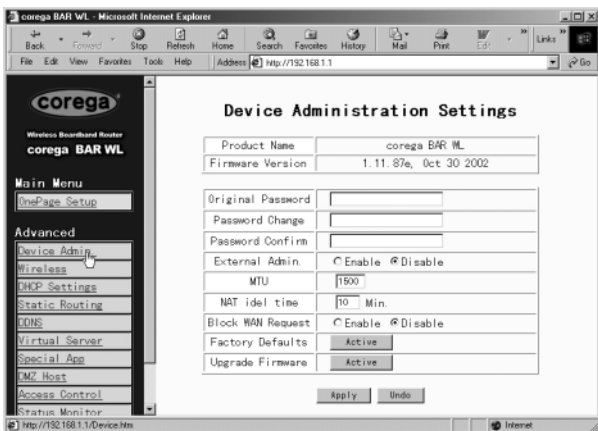 corega BAR WL - Microsoft Internet Explorer
Back Forward Stop Refresh Home Search Favorites History Mail Print Edit » Links »
File Edit View Favorites Tools Help Address http://192.168.1.1 Go
corega
Wireless Boardband Router
corega BAR WL
Main Menu
OnePage Setup
Advanced
Device Admin
Wireless
DHCP Settings
Static Routing
DDNS
Virtual Server
Special App
DMZ Host
Access Control
Status Monitor
Device Administration Settings
Product Name corega BAR WL
Firmware Version 1.11.87e, Oct 30 2002
Original Password
Password Change
Password Confirm
External Admin. Enable Disable
MTU 1500
NAT idel time 10 Min.
Block WAN Request Enable Disable
Factory Defaults Active
Upgrade Firmware Active
Apply Undo
http://192.168.1.1/Device.htm Internet